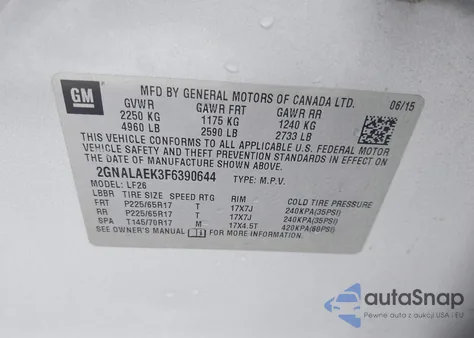 GM
MFD BY GENERAL MOTORS OF CANADA LTD. 06/15
GVWR GAWR FRT GAWR RR
2250 KG 1175 KG 1240 KG
4960 LB 2590 LB 2733 LB
THIS VEHICLE CONFORMS TO ALL APPLICABLE U.S. FEDERAL MOTOR
VEHICLE SAFETY AND THEFT PREVENTION STANDARDS IN EFFECT ON
THE DATE OF MANUFACTURE SHOWN ABOVE.
2GNALAEK3F6390644 TYPE: M.P.V.
MODEL: LF26
LBBR TIRE SIZE SPEED RTG RIM COLD TIRE PRESSURE
FRT P225/65R17 T 17X7J 240KPA(35PSI)
RR P225/65R17 T 17X7J 240KPA(35PSI)
SPA T145/70R17 M 17X4.5T 420KPA(60PSI)
SEE OWNER'S MANUAL FOR MORE INFORMATION.
autoSnap
Pewne auto z aukcji USA i EU